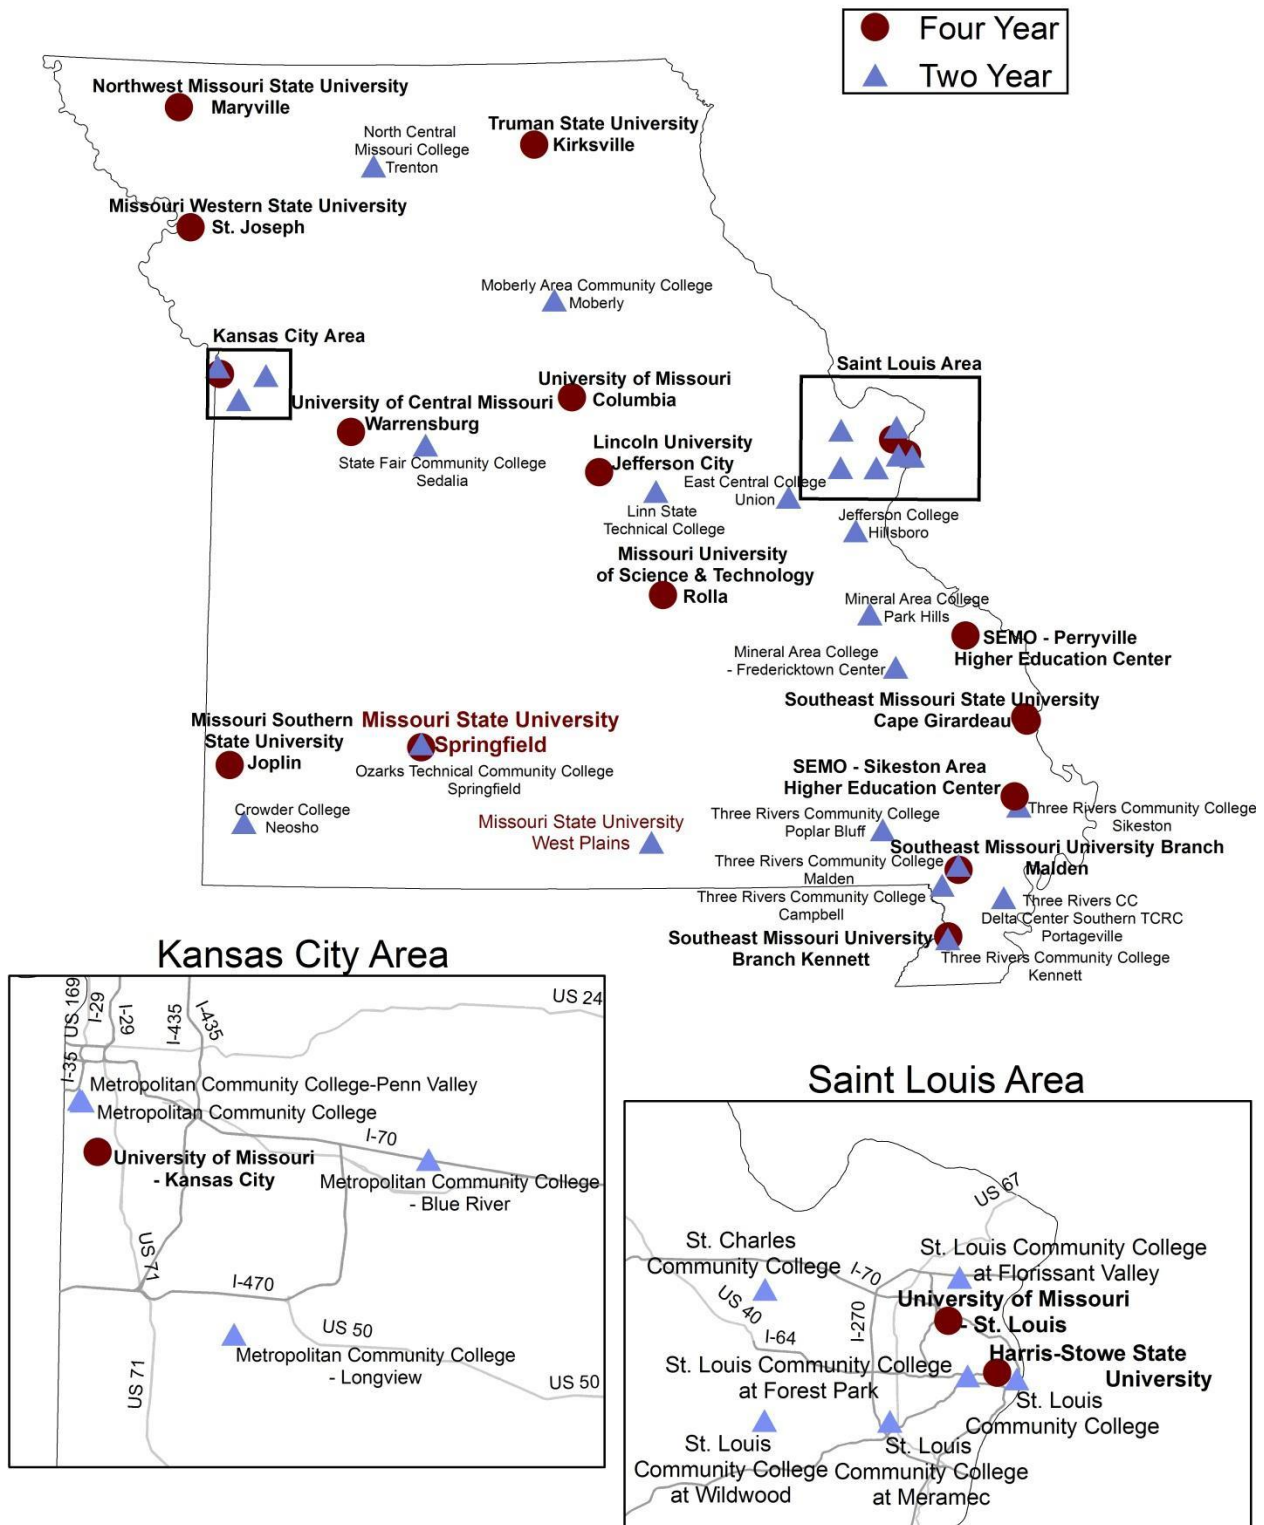 Four Year
Two Year
Northwest Missouri State University
Maryville
North Central
Missouri College
Trenton
Truman State University
Kirksville
Missouri Western State University
St. Joseph
Moberly Area Community College
Moberly
Kansas City Area
Saint Louis Area
University of Missouri
Columbia
University of Central Missouri
Warrensburg
State Fair Community College
Sedalia
Lincoln University
Jefferson City
East Central College
Union
Linn State
Technical College
Jefferson College
Hillsboro
Missouri University
of Science & Technology
Rolla
Mineral Area College
Park Hills
SEMO - Perryville
Higher Education Center
Mineral Area College
- Fredericktown Center
Southeast Missouri State University
Cape Girardeau
Missouri Southern
State University
Joplin
Missouri State University
Springfield
Ozarks Technical Community College
Springfield
SEMO - Sikeston Area
Higher Education Center
Three Rivers Community College
Sikeston
Crowder College
Neosho
Missouri State University
West Plains
Three Rivers Community College
Poplar Bluff
Southeast Missouri University Branch
Malden
Three Rivers Community College
Malden
Three Rivers Community College
Campbell
Three Rivers CC
Delta Center Southern TCRC
Portageville
Southeast Missouri University
Branch Kennett
Three Rivers Community College
Kennett
Kansas City Area
US 169
I-29
I-29
I-435
I-435
US 24
I-35
Metropolitan Community College-Penn Valley
Metropolitan Community College
I-70
University of Missouri
- Kansas City
Metropolitan Community College
- Blue River
US 71
I-470
US 50
Metropolitan Community College
- Longview
US 71
US 50
Saint Louis Area
US 67
St. Charles
Community College
I-70
St. Louis Community College
at Florissant Valley
US 40
I-64
I-270
University of Missouri
- St. Louis
Harris-Stowe State
University
St. Louis Community College
at Forest Park
St. Louis
Community College
St. Louis
Community College
at Wildwood
St. Louis
Community College
at Meramec